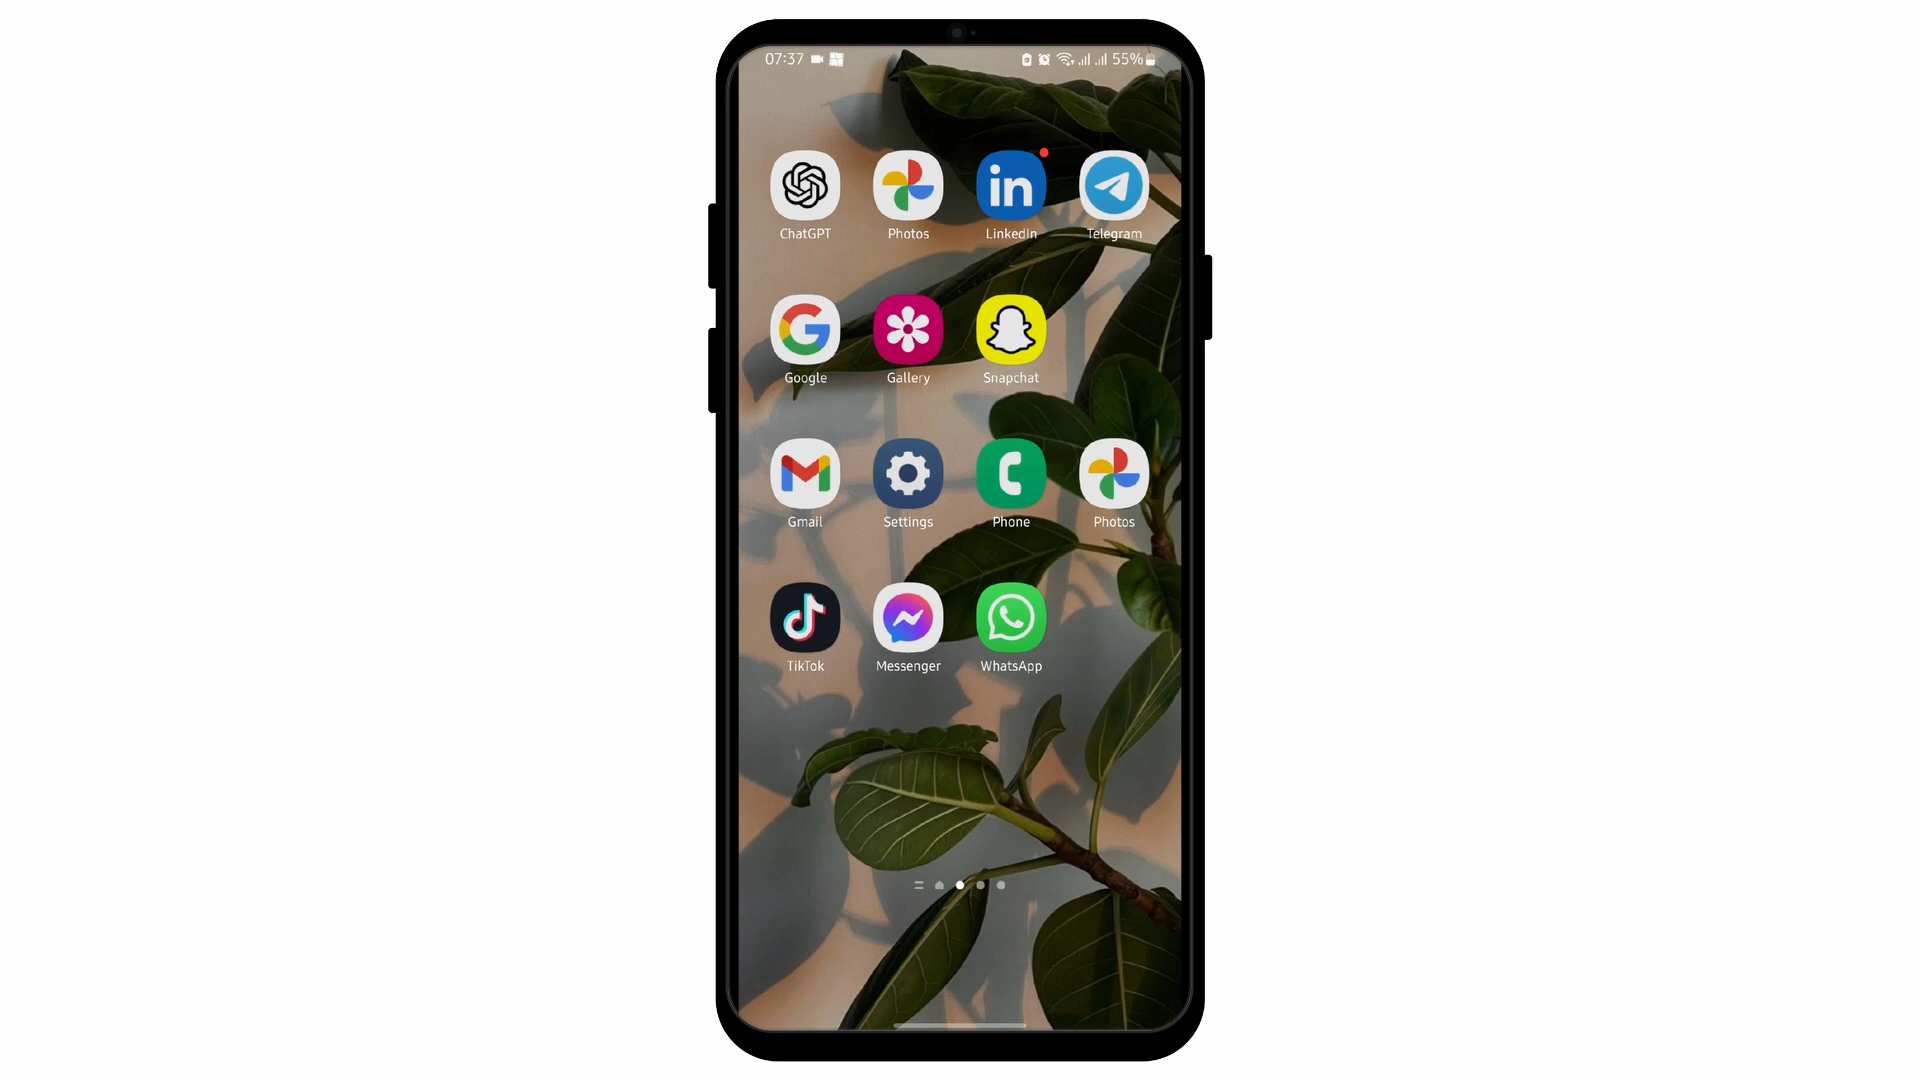 07:37 55%
ChatGPT Photos LinkedIn Telegram
Google Gallery Snapchat
Gmail Settings Phone Photos
TikTok Messenger WhatsApp